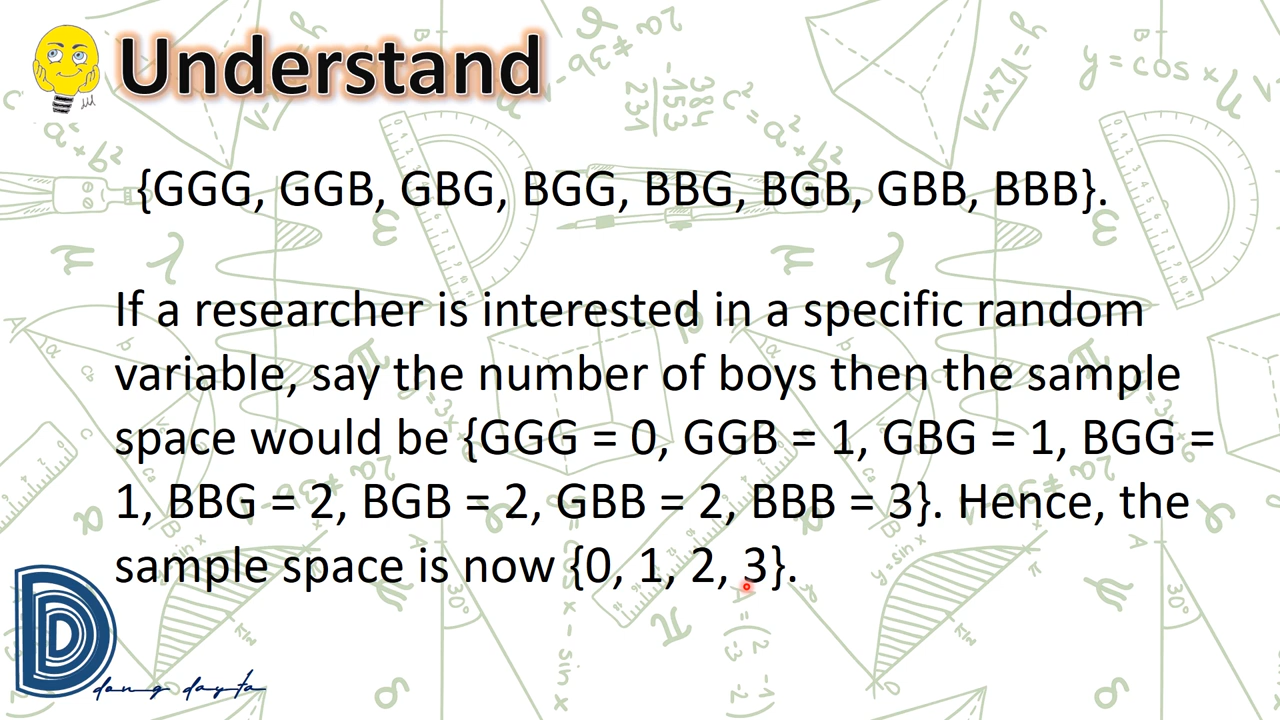 Understand
{GGG, GGB, GBG, BGG, BBG, BGB, GBB, BBB}.
If a researcher is interested in a specific random
variable, say the number of boys then the sample
space would be {GGG = 0, GGB = 1, GBG = 1, BGG =
1, BBG = 2, BGB = 2, GBB = 2, BBB = 3}. Hence, the
sample space is now {0, 1, 2, 3}.
D
dang dayta